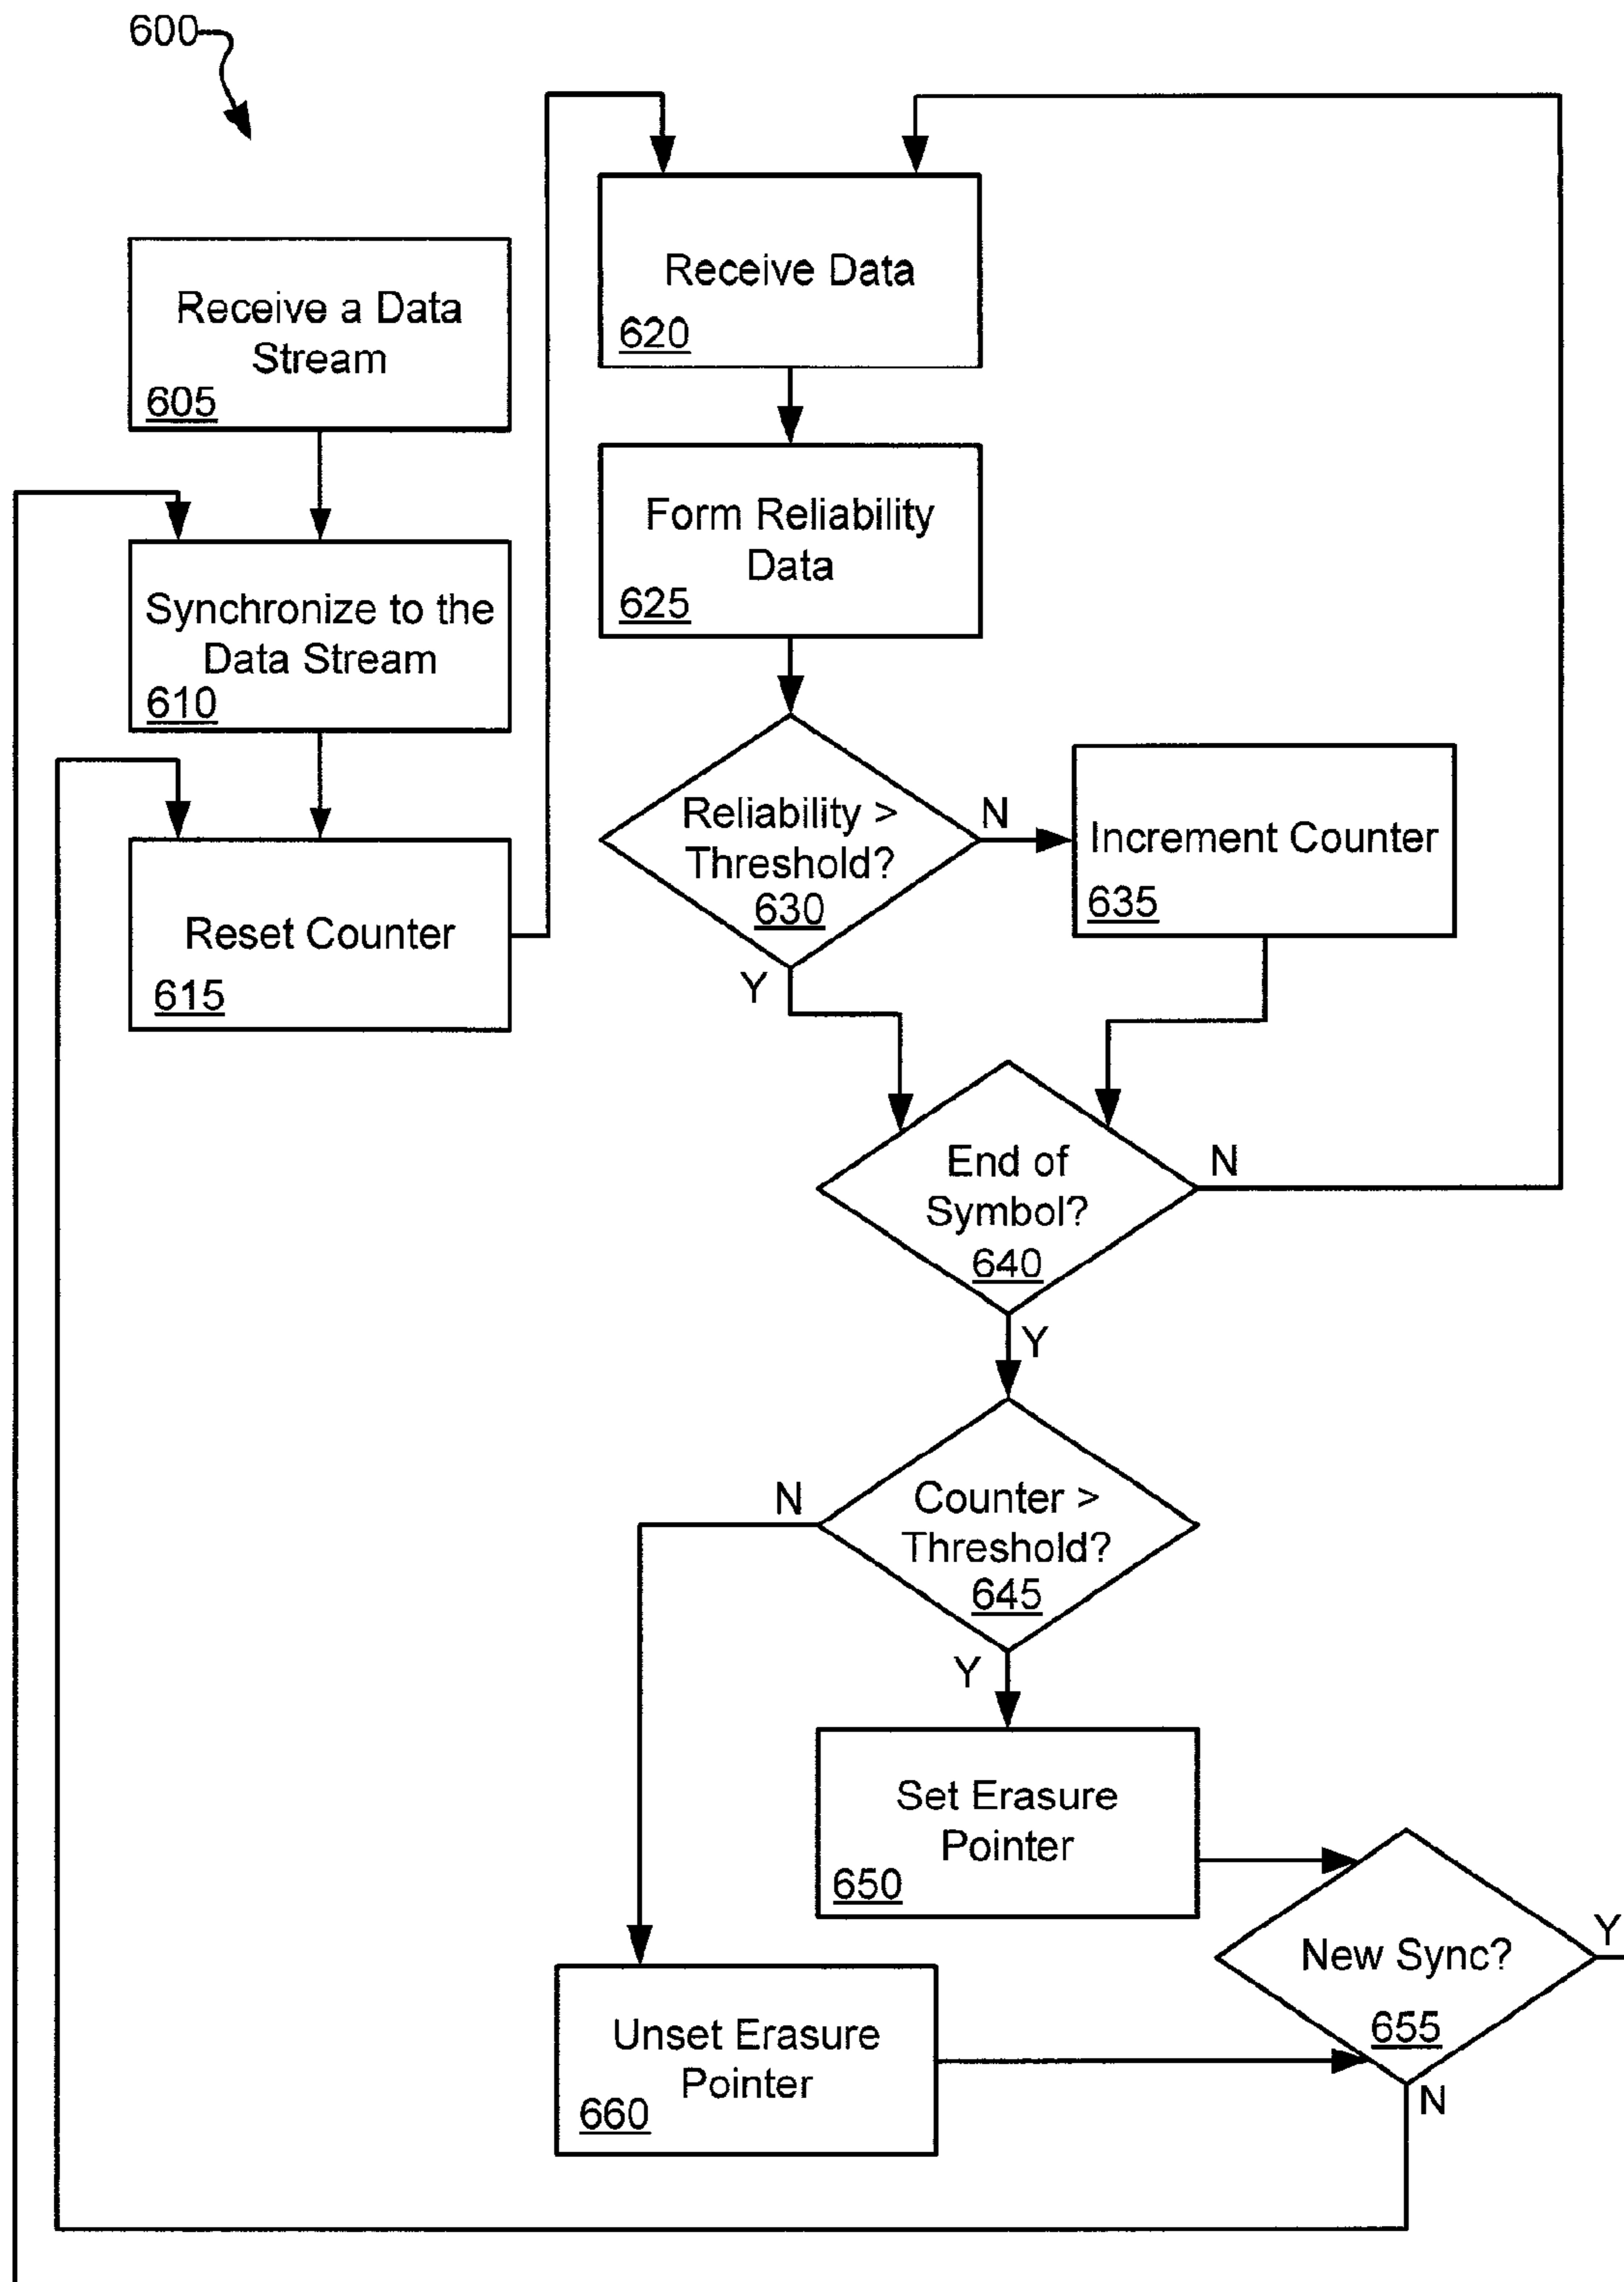 600
Receive a Data
Stream
605
Synchronize to the
Data Stream
610
Reset Counter
615
Receive Data
620
Form Reliability
Data
625
Reliability >
Threshold?
630
N
Y
Increment Counter
635
End of
Symbol?
640
N
Y
Counter >
Threshold?
645
N
Y
Set Erasure
Pointer
650
New Sync?
655
Y
N
Unset Erasure
Pointer
660